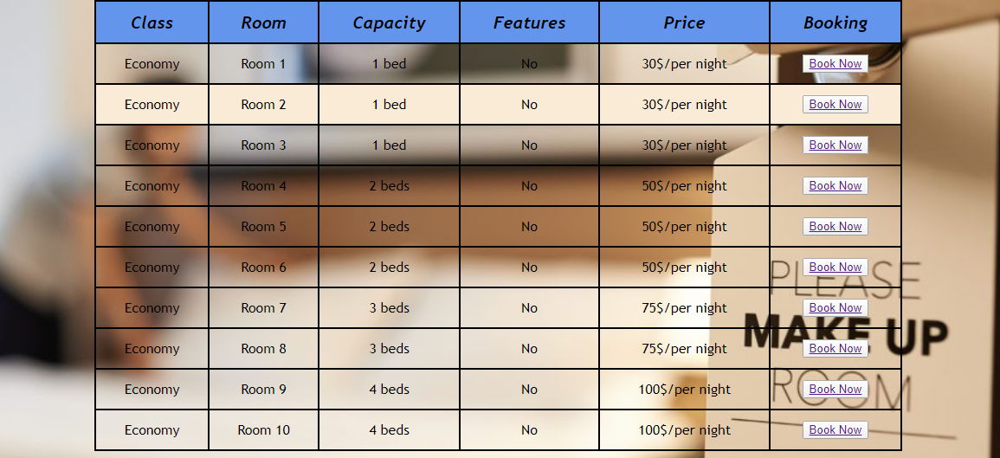 Class Room Capacity Features Price Booking
Economy Room 1 1 bed No 30$/per night Book Now
Economy Room 2 1 bed No 30$/per night Book Now
Economy Room 3 1 bed No 30$/per night Book Now
Economy Room 4 2 beds No 50$/per night Book Now
Economy Room 5 2 beds No 50$/per night Book Now
Economy Room 6 2 beds No 50$/per night Book Now
Economy Room 7 3 beds No 75$/per night Book Now
Economy Room 8 3 beds No 75$/per night Book Now
Economy Room 9 4 beds No 100$/per night Book Now
Economy Room 10 4 beds No 100$/per night Book Now
PLEASE
MAKE UP
ROOM